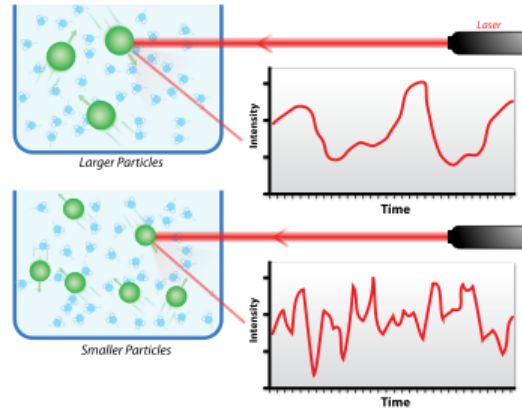 Laser
Intensity
Time
Larger Particles
Intensity
Time
Smaller Particles